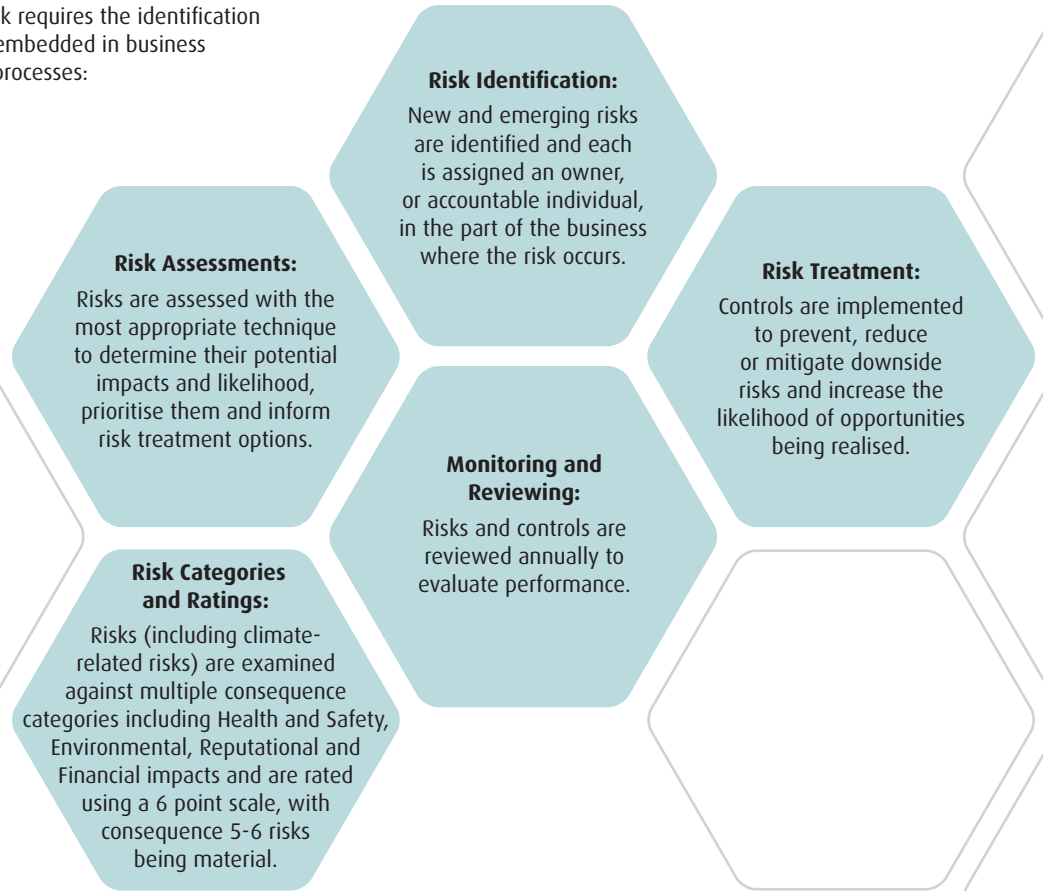 k requires the identification
embedded in business
processes:
Risk Identification:
New and emerging risks
are identified and each
is assigned an owner,
or accountable individual,
in the part of the business
where the risk occurs.
Risk Assessments:
Risks are assessed with the
most appropriate technique
to determine their potential
impacts and likelihood,
prioritise them and inform
risk treatment options.
Risk Treatment:
Controls are implemented
to prevent, reduce
or mitigate downside
risks and increase the
likelihood of opportunities
being realised.
Monitoring and
Reviewing:
Risks and controls are
reviewed annually to
evaluate performance.
Risk Categories
and Ratings:
Risks (including climate-
related risks) are examined
against multiple consequence
categories including Health and Safety,
Environmental, Reputational and
Financial impacts and are rated
using a 6 point scale, with
consequence 5-6 risks
being material.